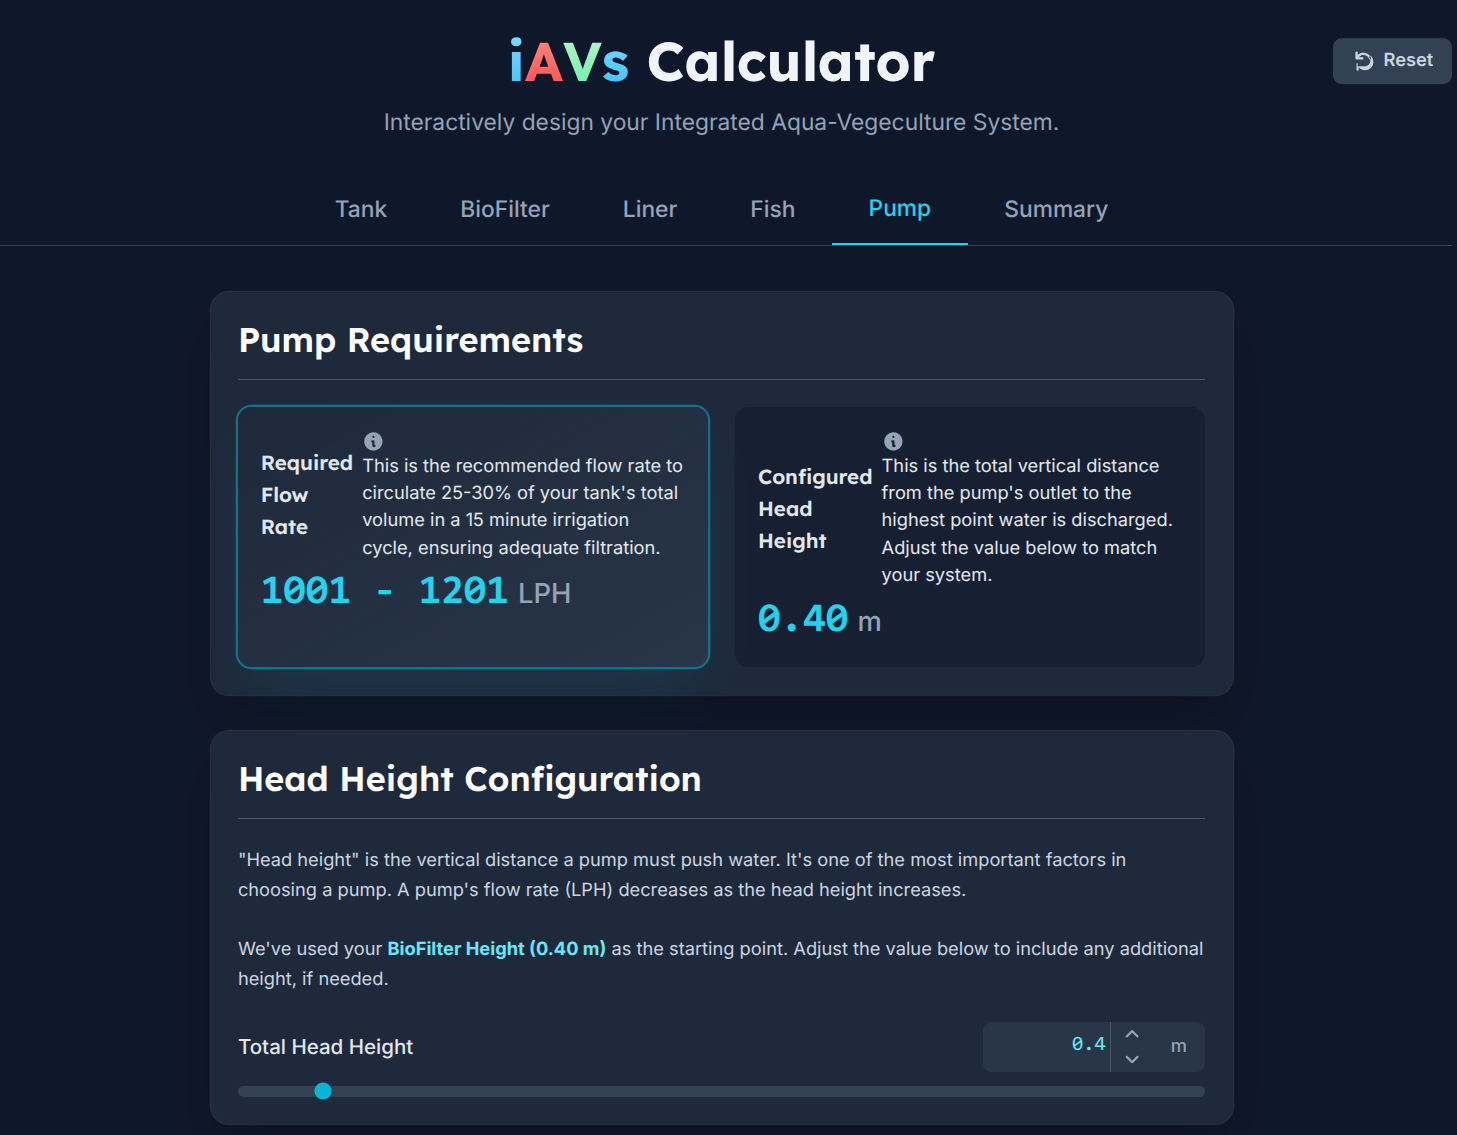 iAVs Calculator
Reset
Interactively design your Integrated Aqua-Vegeculture System.
Tank
BioFilter
Liner
Fish
Pump
Summary
Pump Requirements
Required
Flow
Rate
This is the recommended flow rate to
circulate 25-30% of your tank's total
volume in a 15 minute irrigation
cycle, ensuring adequate filtration.
1001 - 1201 LPH
Configured
Head
Height
This is the total vertical distance
from the pump's outlet to the
highest point water is discharged.
Adjust the value below to match
your system.
0.40 m
Head Height Configuration
"Head height" is the vertical distance a pump must push water. It's one of the most important factors in
choosing a pump. A pump's flow rate (LPH) decreases as the head height increases.
We've used your BioFilter Height (0.40 m) as the starting point. Adjust the value below to include any additional
height, if needed.
Total Head Height
0.4
m